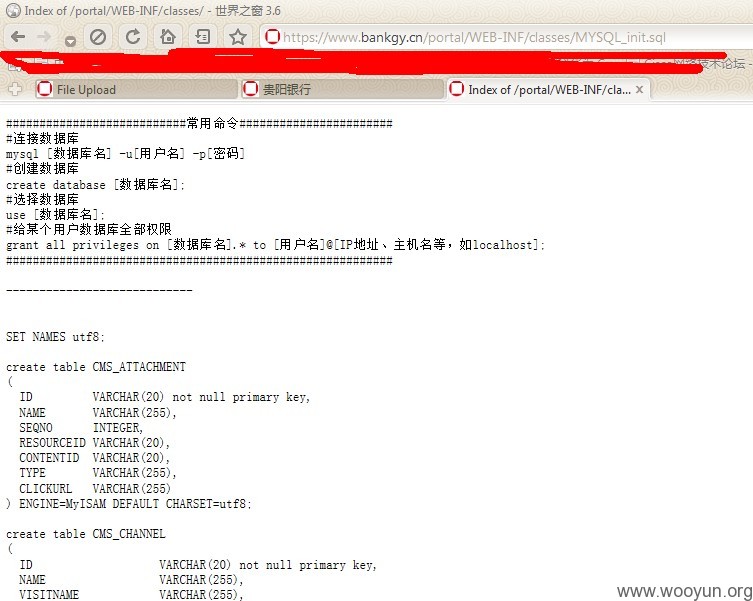 Index of /portal/WEB-INF/classes/ - 世界之窗 3.6
https://www.bankgy.cn/portal/WEB-INF/classes/MYSQL_init.sql
技术论坛 -
File Upload
贵阳银行
Index of /portal/WEB-INF/cla... ×
###########################常用命令#######################
#连接数据库
mysql [数据库名] -u[用户名] -p[密码]
#创建数据库
create database [数据库名];
#选择数据库
use [数据库名];
#给某个用户数据库全部权限
grant all privileges on [数据库名].* to [用户名]@[IP地址、主机名等，如localhost];
##########################################################
----------------------------
SET NAMES utf8;
create table CMS_ATTACHMENT
(
ID VARCHAR(20) not null primary key,
NAME VARCHAR(255),
SEQNO INTEGER,
RESOURCEID VARCHAR(20),
CONTENTID VARCHAR(20),
TYPE VARCHAR(255),
CLICKURL VARCHAR(255)
) ENGINE=MyISAM DEFAULT CHARSET=utf8;
create table CMS_CHANNEL
(
ID VARCHAR(20) not null primary key,
NAME VARCHAR(255),
VISITNAME VARCHAR(255),
www.wooyun.org